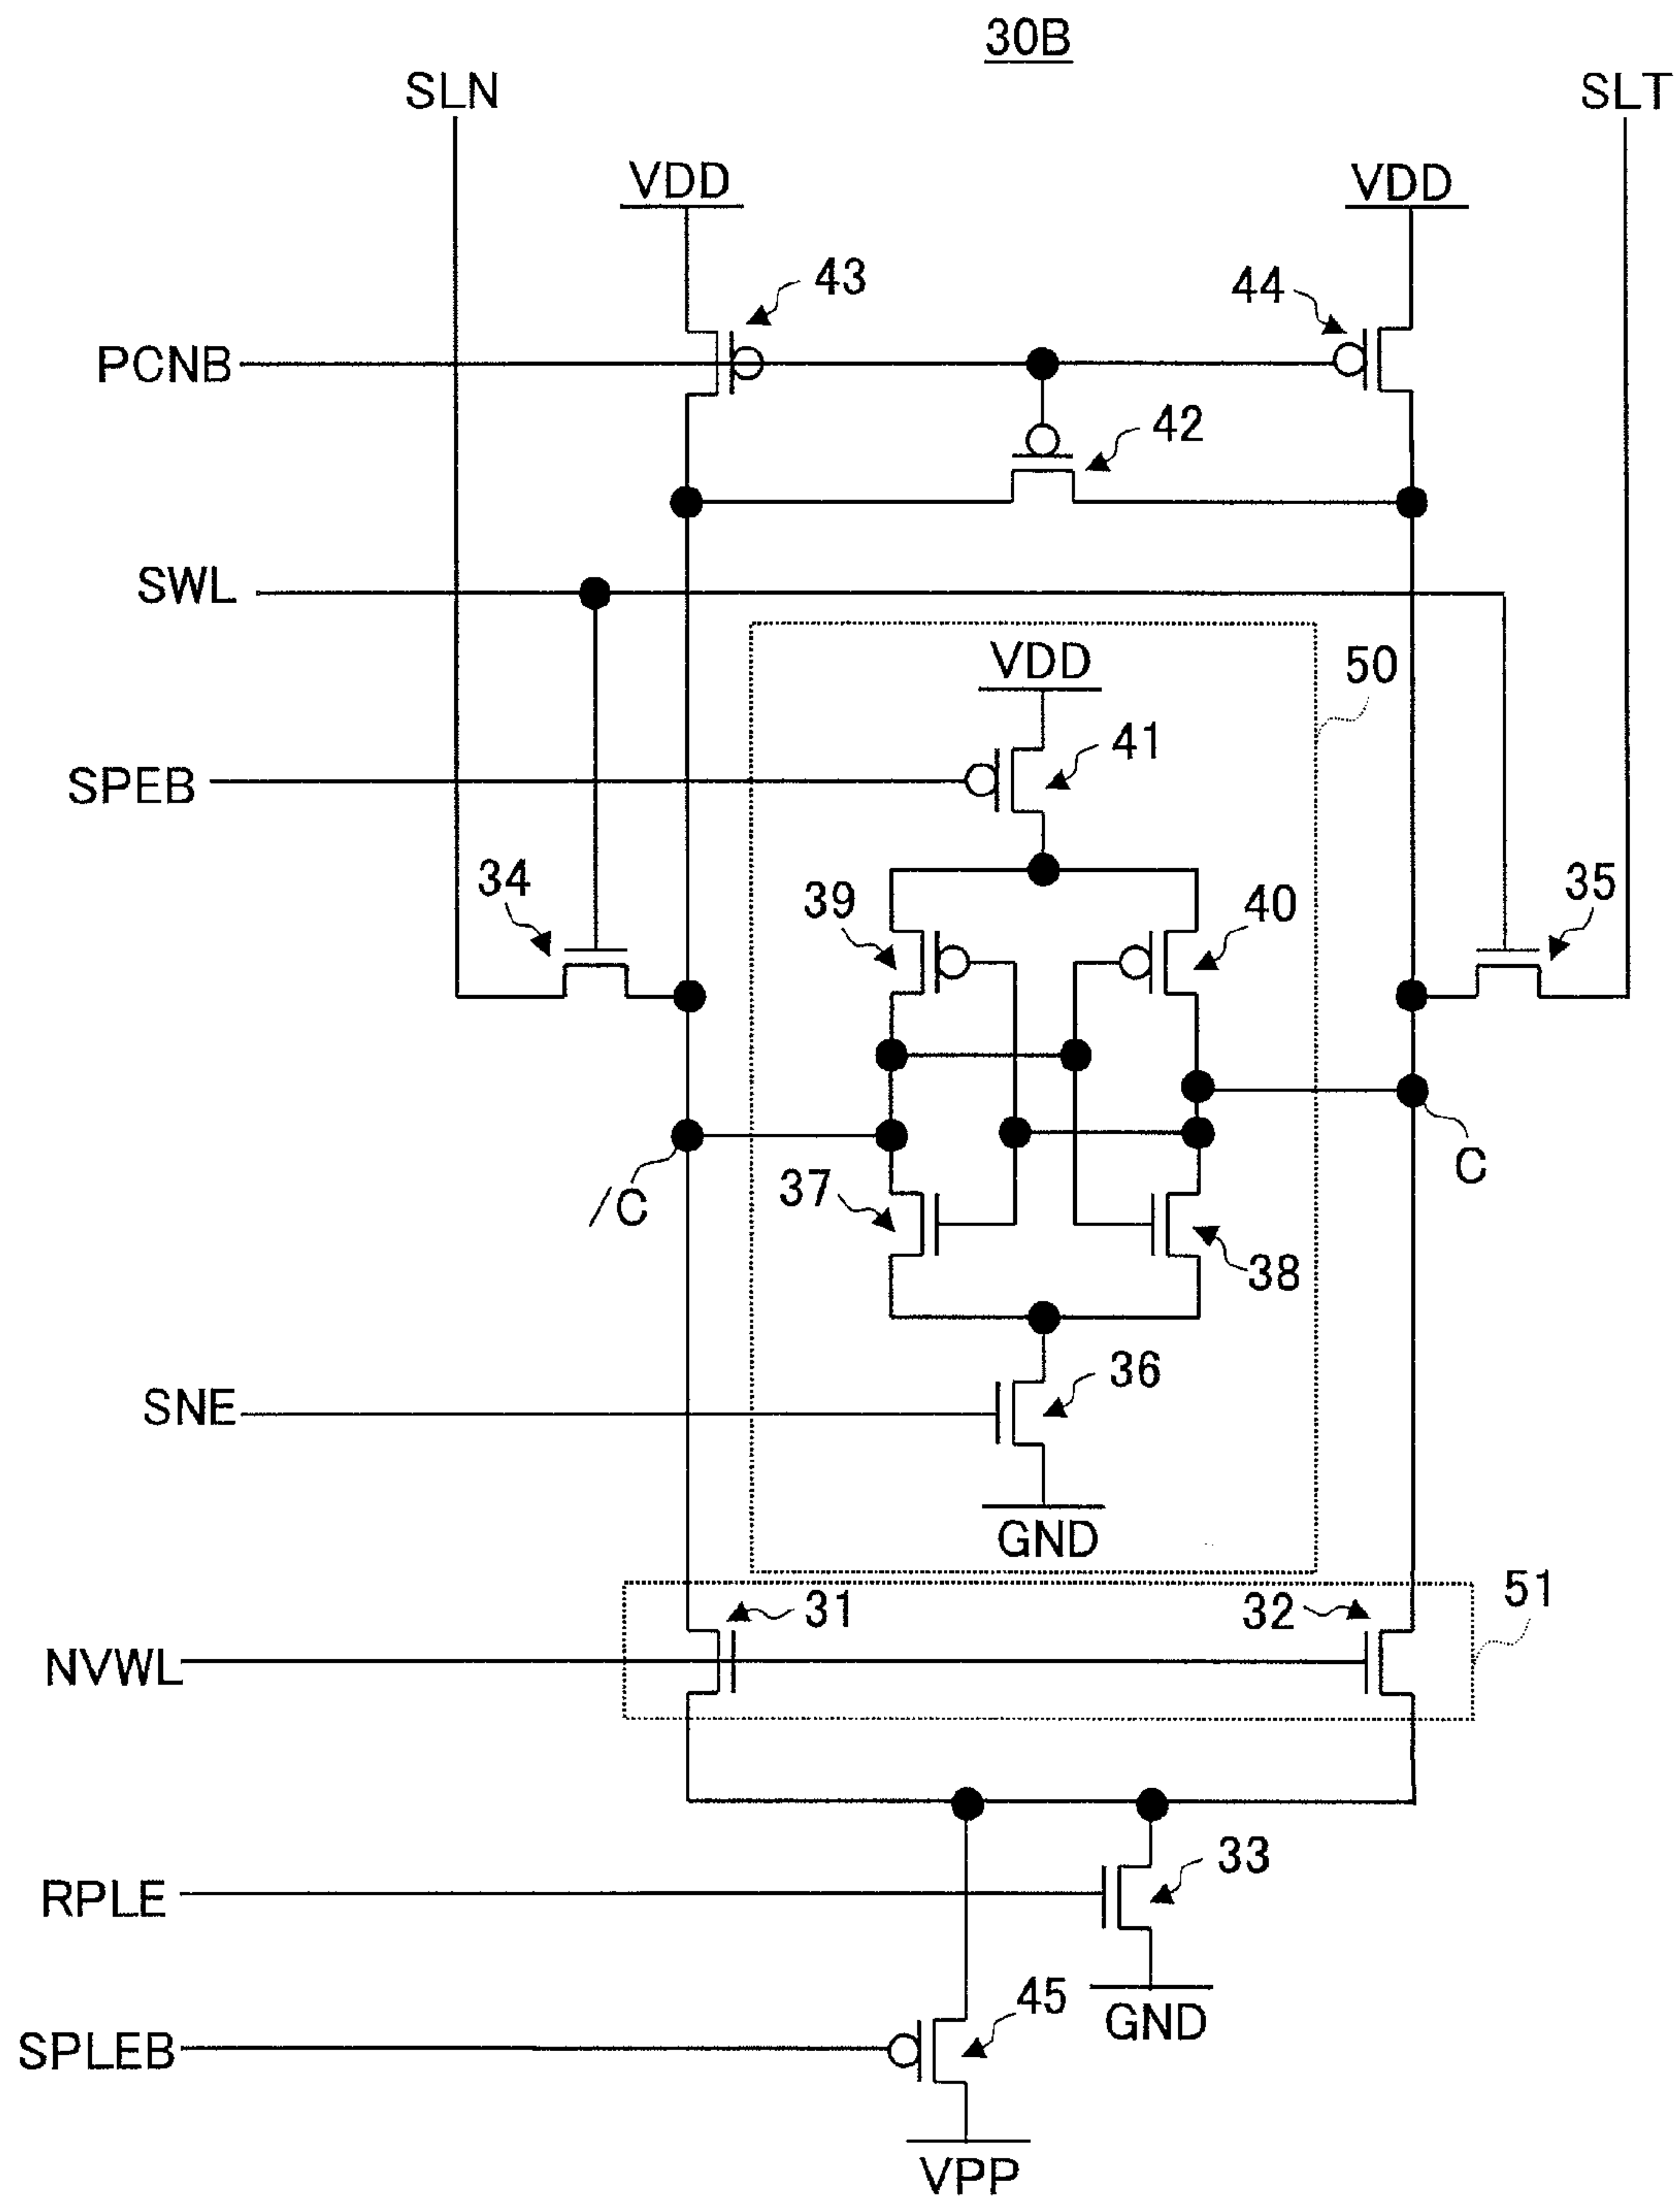 30B
SLN
SLT
VDD
VDD
43
44
PCNB
42
SWL
VDD
50
41
SPEB
34
39
40
35
/C
C
37
38
36
SNE
GND
31
32
51
NVWL
33
RPLE
45
GND
SPLEB
VPP